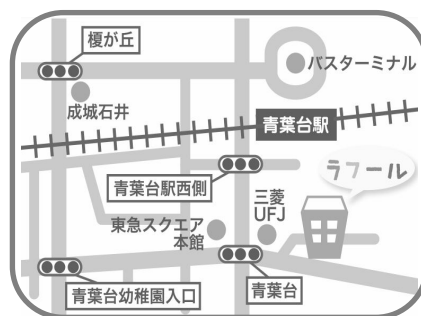 榎が丘
バスターミナル
成城石井
青葉台駅
ラフール
青葉台駅西側
三菱
UFJ
東急スクエア
本館
青葉台幼稚園入口
青葉台